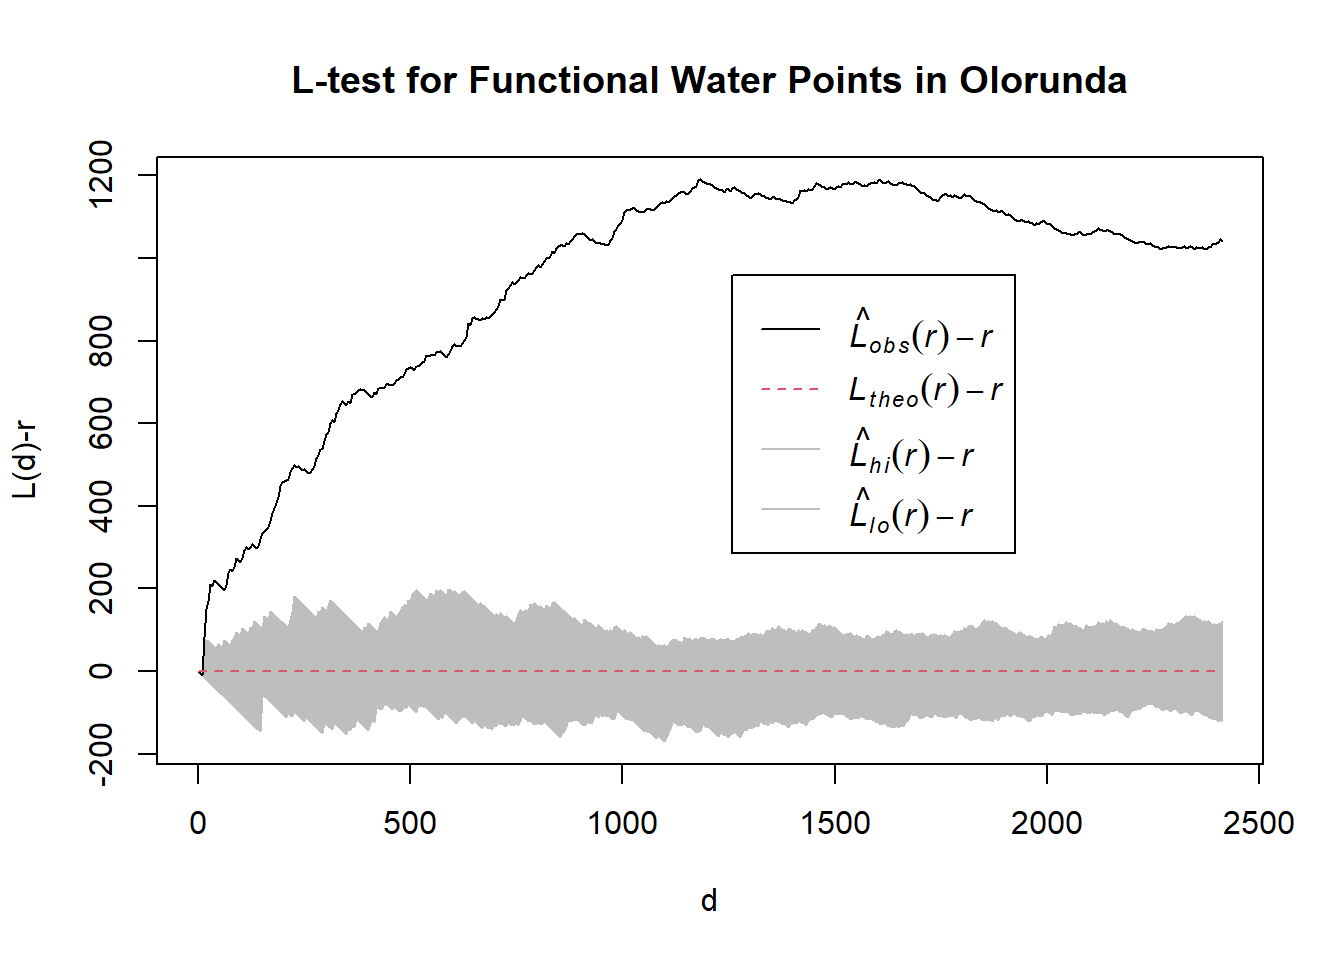 L-test for Functional Water Points in Olorunda
L(d)-r
1200
800
600
400
200
0
-200
L̂obs(r) − r
Ltheo(r) − r
L̂hi(r) − r
L̂lo(r) − r
0 500 1000 1500 2000 2500
d